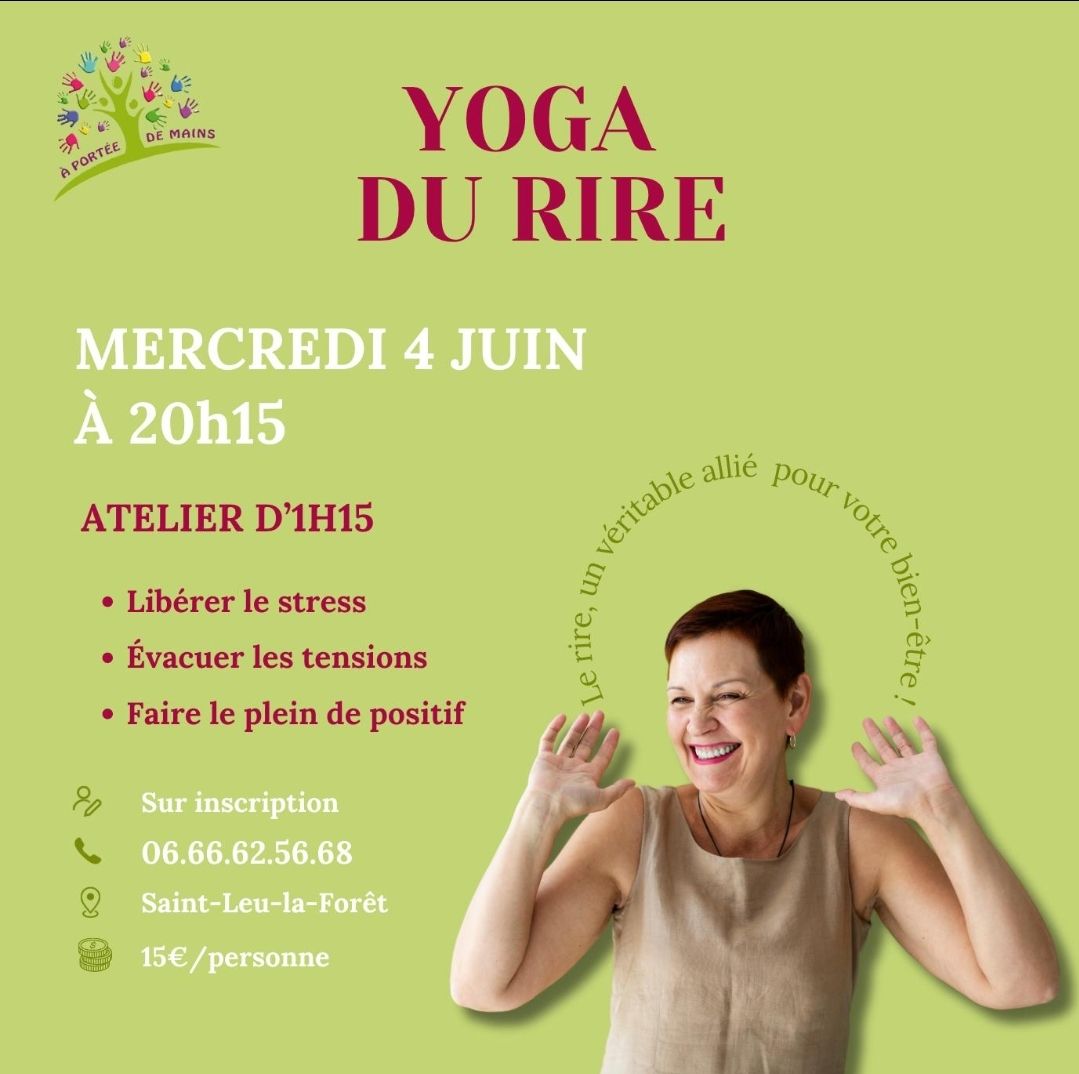 À PORTÉE DE MAINS
YOGA
DU RIRE
MERCREDI 4 JUIN
À 20h15
ATELIER D’1H15
• Libérer le stress
• Évacuer les tensions
• Faire le plein de positif
Le rire, un véritable allié pour votre bien-être !
Sur inscription
06.66.62.56.68
Saint-Leu-la-Forêt
15€/personne